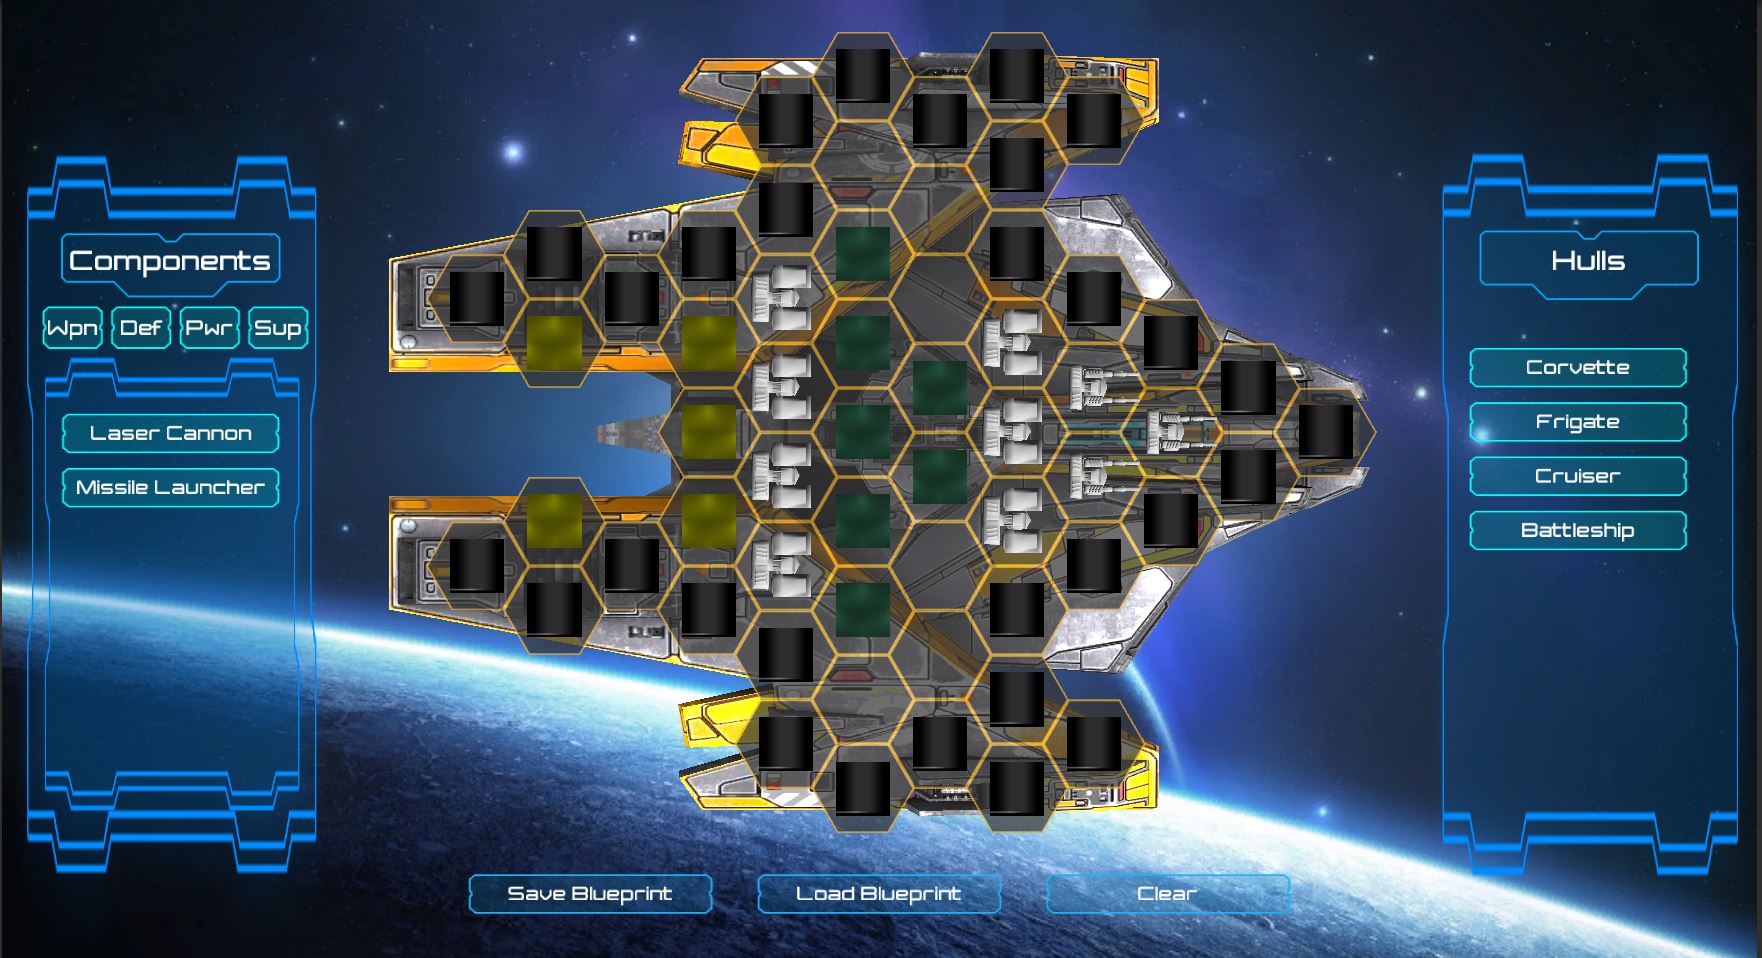 Components
Wpn
Def
Pwr
Sup
Laser Cannon
Missile Launcher
Hulls
Corvette
Frigate
Cruiser
Battleship
Save Blueprint
Load Blueprint
Clear